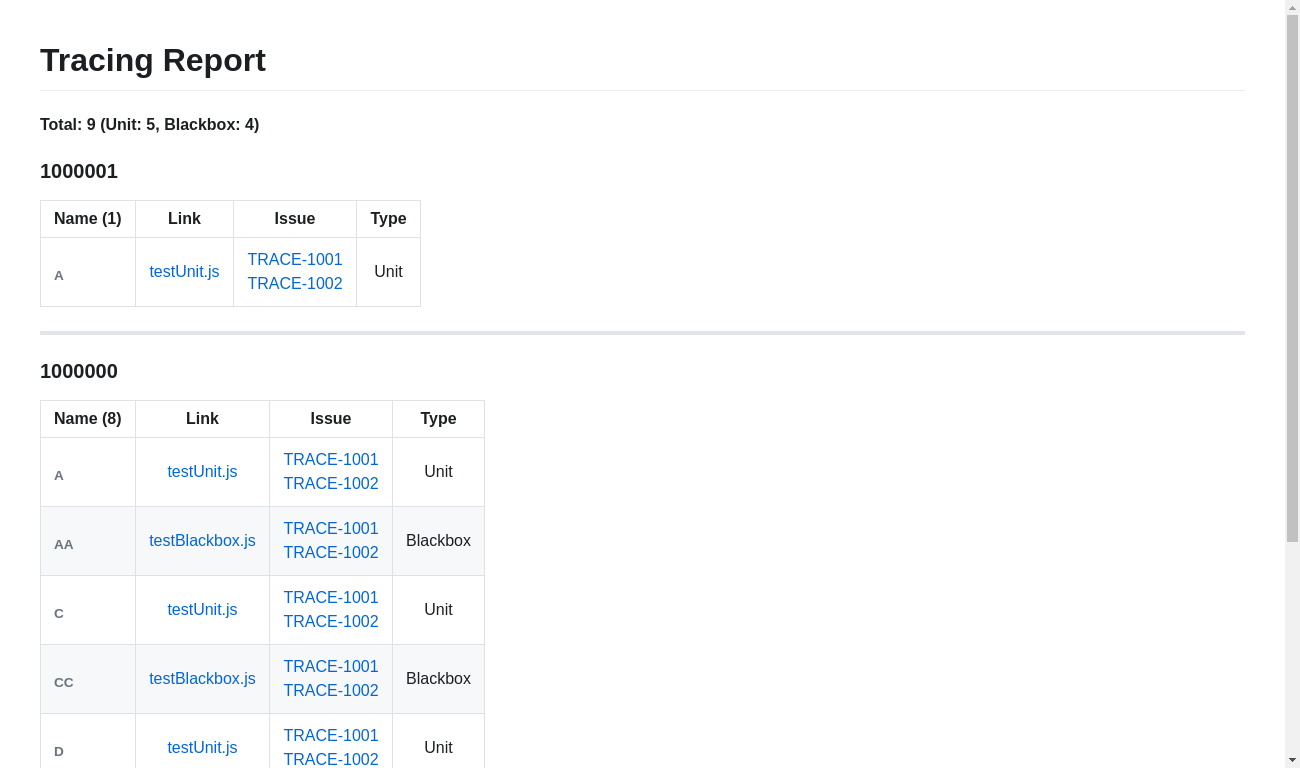 Tracing Report
Total: 9 (Unit: 5, Blackbox: 4)
1000001
Name (1) Link Issue Type
A testUnit.js TRACE-1001 Unit
TRACE-1002
1000000
Name (8) Link Issue Type
A testUnit.js TRACE-1001 Unit
TRACE-1002
AA testBlackbox.js TRACE-1001 Blackbox
TRACE-1002
C testUnit.js TRACE-1001 Unit
TRACE-1002
CC testBlackbox.js TRACE-1001 Blackbox
TRACE-1002
D testUnit.js TRACE-1001 Unit
TRACE-1002